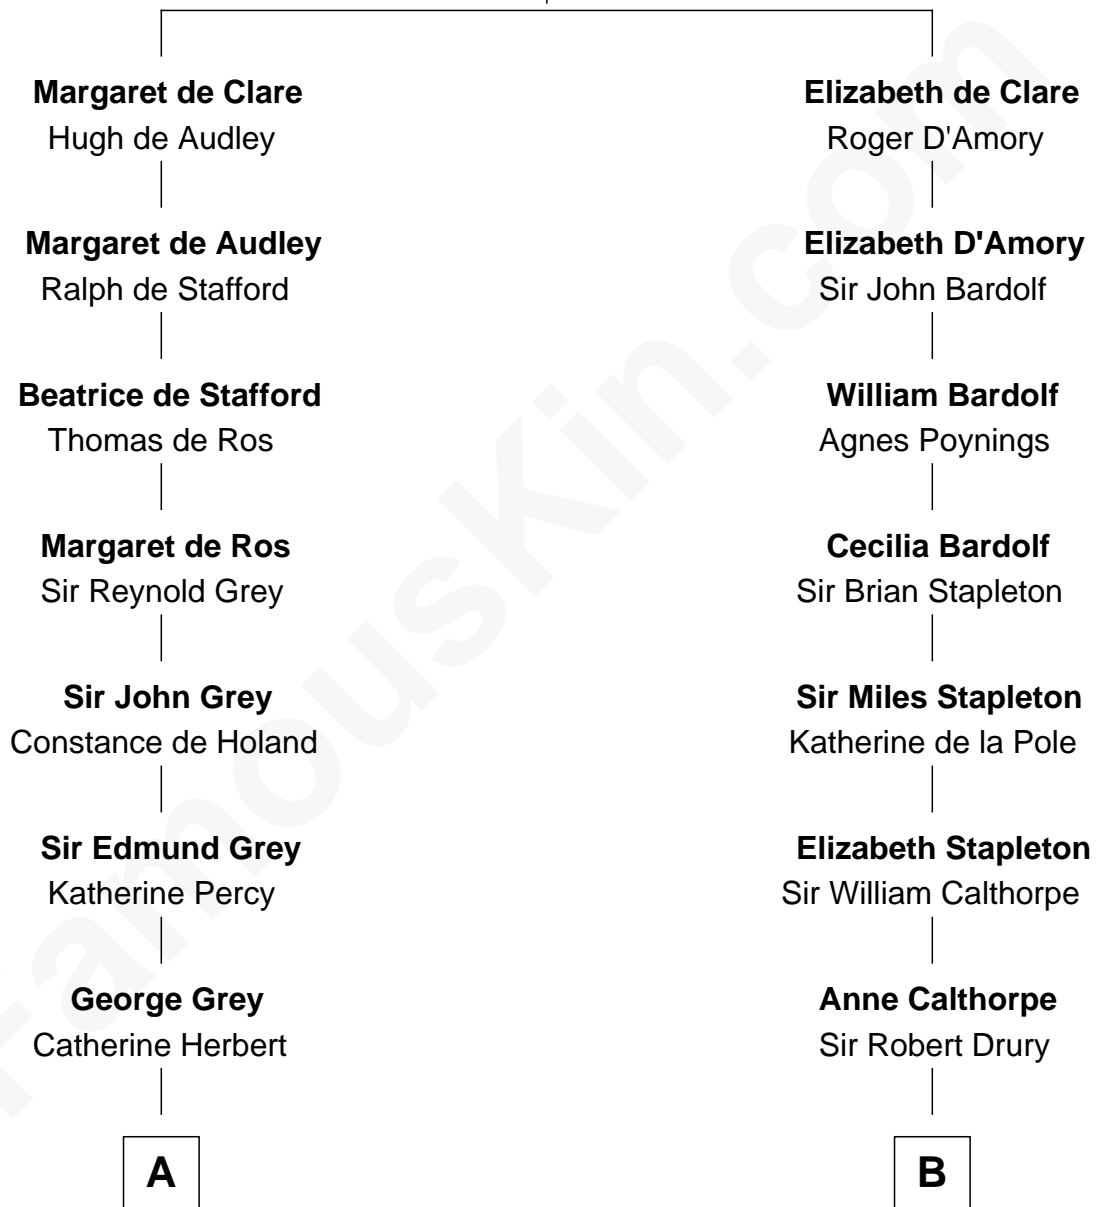 Margaret de Clare
Hugh de Audley
Margaret de Audley
Ralph de Stafford
Beatrice de Stafford
Thomas de Ros
Margaret de Ros
Sir Reynold Grey
Sir John Grey
Constance de Holand
Sir Edmund Grey
Katherine Percy
George Grey
Catherine Herbert
A
Elizabeth de Clare
Roger D'Amory
Elizabeth D'Amory
Sir John Bardolf
William Bardolf
Agnes Poynings
Cecilia Bardolf
Sir Brian Stapleton
Sir Miles Stapleton
Katherine de la Pole
Elizabeth Stapleton
Sir William Calthorpe
Anne Calthorpe
Sir Robert Drury
B
FamousKin.com